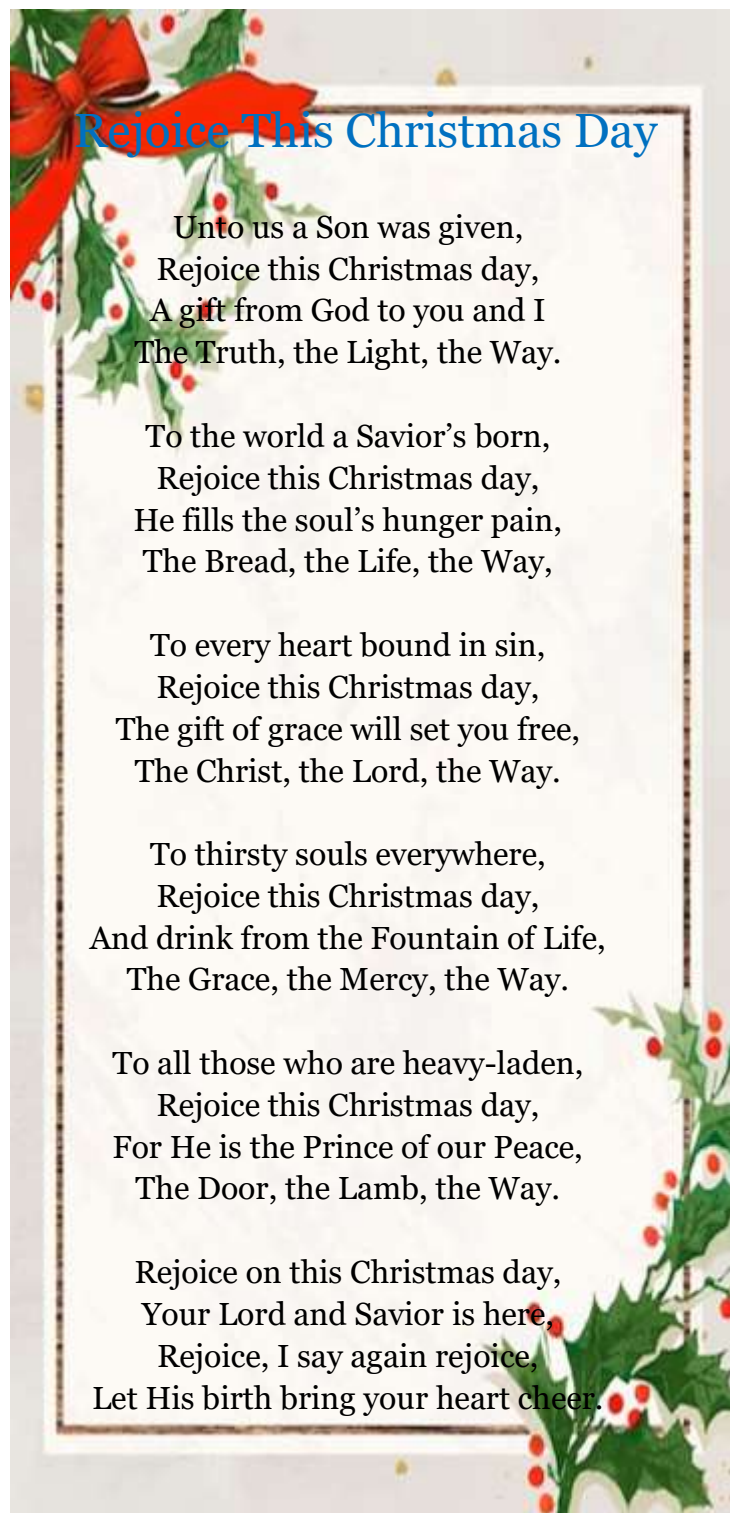 Rejoice This Christmas Day
Unto us a Son was given,
Rejoice this Christmas day,
A gift from God to you and I
The Truth, the Light, the Way.
To the world a Savior’s born,
Rejoice this Christmas day,
He fills the soul’s hunger pain,
The Bread, the Life, the Way,
To every heart bound in sin,
Rejoice this Christmas day,
The gift of grace will set you free,
The Christ, the Lord, the Way.
To thirsty souls everywhere,
Rejoice this Christmas day,
And drink from the Fountain of Life,
The Grace, the Mercy, the Way.
To all those who are heavy-laden,
Rejoice this Christmas day,
For He is the Prince of our Peace,
The Door, the Lamb, the Way.
Rejoice on this Christmas day,
Your Lord and Savior is here,
Rejoice, I say again rejoice,
Let His birth bring your heart cheer.